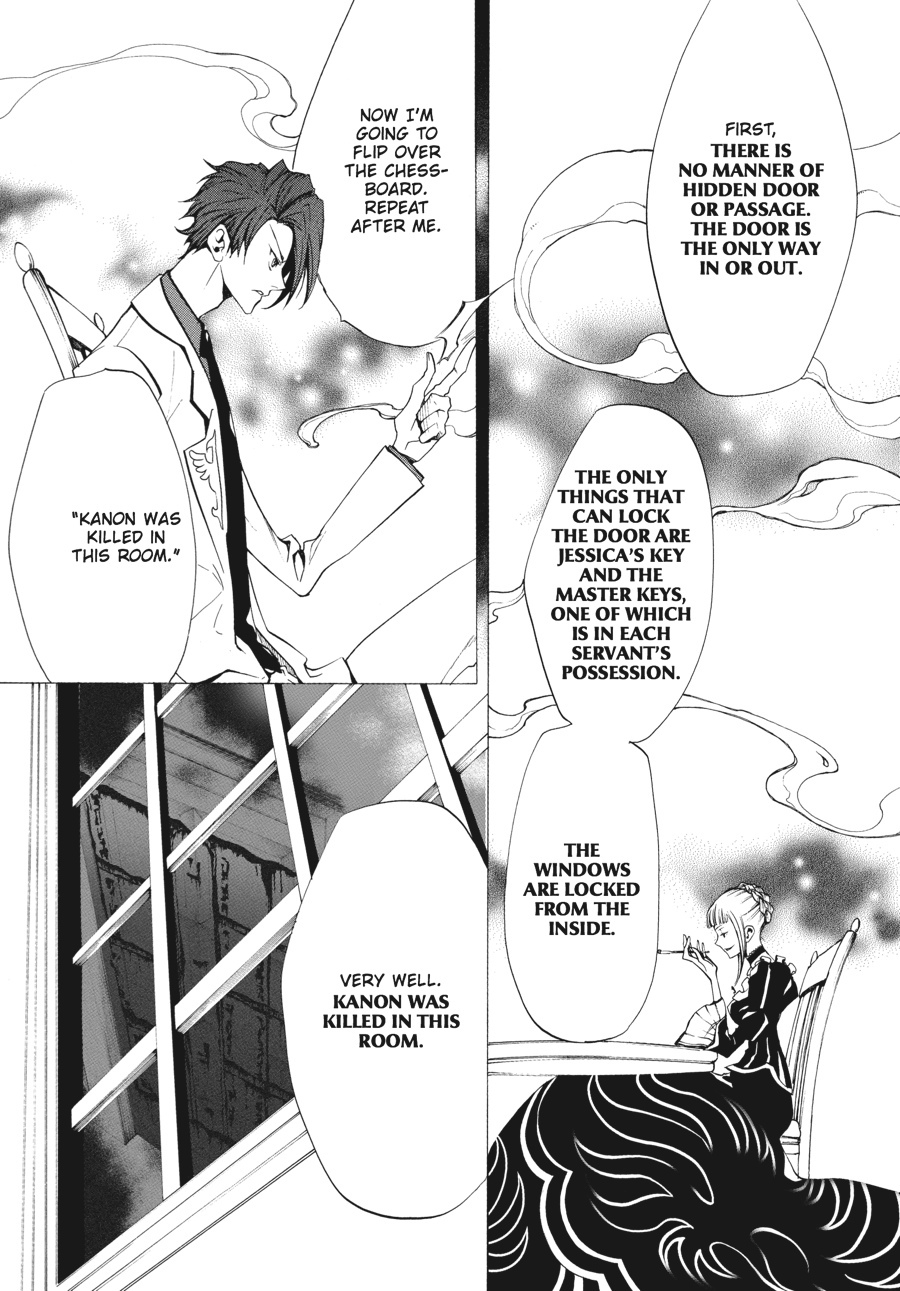 FIRST,
THERE IS
NO MANNER OF
HIDDEN DOOR
OR PASSAGE.
THE DOOR IS
THE ONLY WAY
IN OR OUT.
THE ONLY
THINGS THAT
CAN LOCK
THE DOOR ARE
JESSICA'S KEY
AND THE
MASTER KEYS,
ONE OF WHICH
IS IN EACH
SERVANT'S
POSSESSION.
THE
WINDOWS
ARE LOCKED
FROM THE
INSIDE.
NOW I'M
GOING TO
FLIP OVER
THE CHESS-
BOARD.
REPEAT
AFTER ME.
"KANON WAS
KILLED IN
THIS ROOM."
VERY WELL.
KANON WAS
KILLED IN THIS
ROOM.